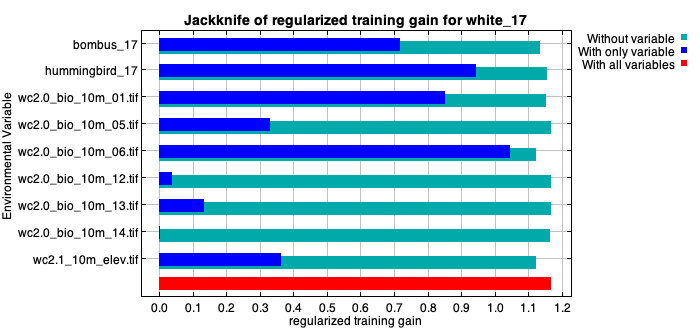 Jackknife of regularized training gain for white_17
Without variable
With only variable
With all variables
Environmental Variable
bombus_17
hummingbird_17
wc2.0_bio_10m_01.tif
wc2.0_bio_10m_05.tif
wc2.0_bio_10m_06.tif
wc2.0_bio_10m_12.tif
wc2.0_bio_10m_13.tif
wc2.0_bio_10m_14.tif
wc2.1_10m_elev.tif
0.0 0.1 0.2 0.3 0.4 0.5 0.6 0.7 0.8 0.9 1.0 1.1 1.2
regularized training gain